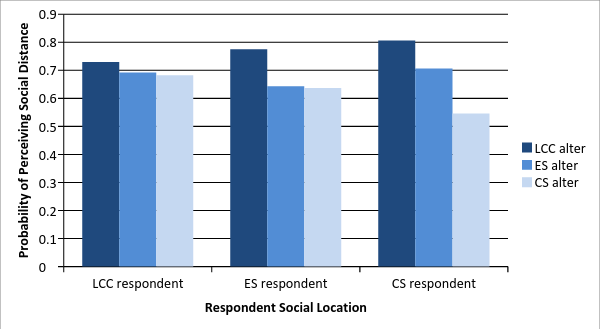 Probability of Perceiving Social Distance
0.9
0.8
0.7
0.6
0.5
0.4
0.3
0.2
0.1
0
LCC respondent
ES respondent
CS respondent
Respondent Social Location
LCC alter
ES alter
CS alter